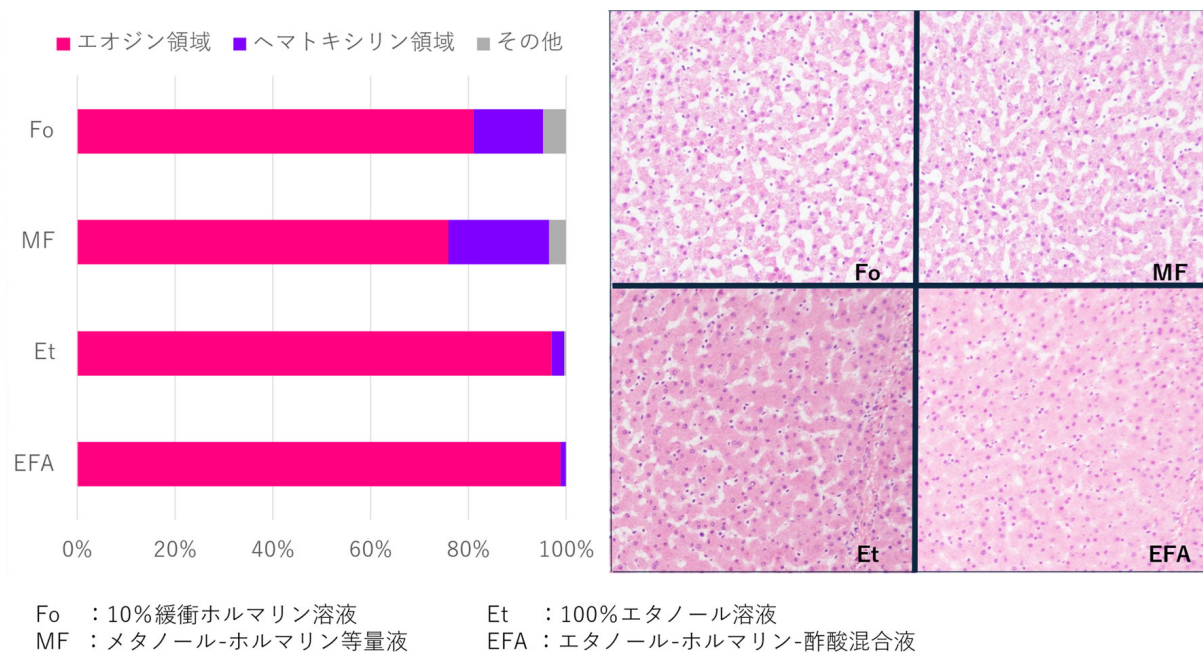 エオジン領域 ヘマトキシリン領域 その他
Fo
MF
Et
EFA
0% 20% 40% 60% 80% 100%
Fo MF
Et EFA
Fo ：10%緩衝ホルマリン溶液 Et ：100%エタノール溶液
MF ：メタノール-ホルマリン等量液 EFA ：エタノール-ホルマリン-酢酸混合液